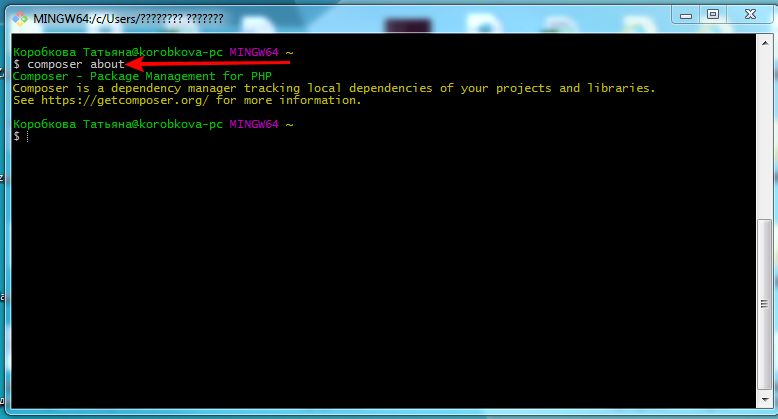 MINGW64:/c/Users/???????? ???????
Коробкова Татьяна@korobkova-pc MINGW64 ~
$ composer about
Composer - Package Management for PHP
Composer is a dependency manager tracking local dependencies of your projects and libraries.
See https://getcomposer.org/ for more information.
Коробкова Татьяна@korobkova-pc MINGW64 ~
$